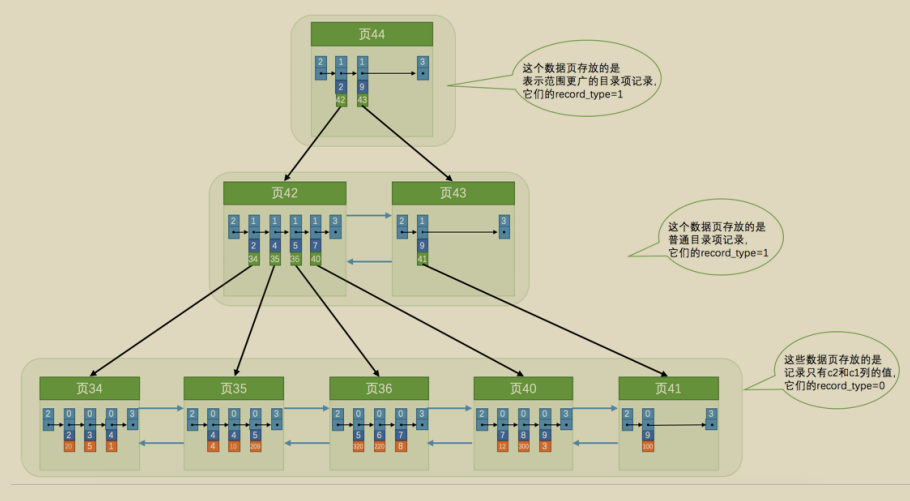 页44
2 1 1 3
2 9
42 43
这个数据页存放的是
表示范围更广的目录项记录,
它们的record_type=1
页42
2 1 1 1 1 3
2 4 5 7
34 35 36 40
页43
2 1 3
9
41
这个数据页存放的是
普通目录项记录,
它们的record_type=1
页34
2 0 0 0 3
2 3 4
20 5 1
页35
2 0 0 0 3
4 4 5
4 10 209
页36
2 0 0 0 3
5 6 7
320 220 8
页40
2 0 0 0 3
7 8 9
12 300 3
页41
2 0 3
9
100
这些数据页存放的是
记录只有c2和c1列的值,
它们的record_type=0